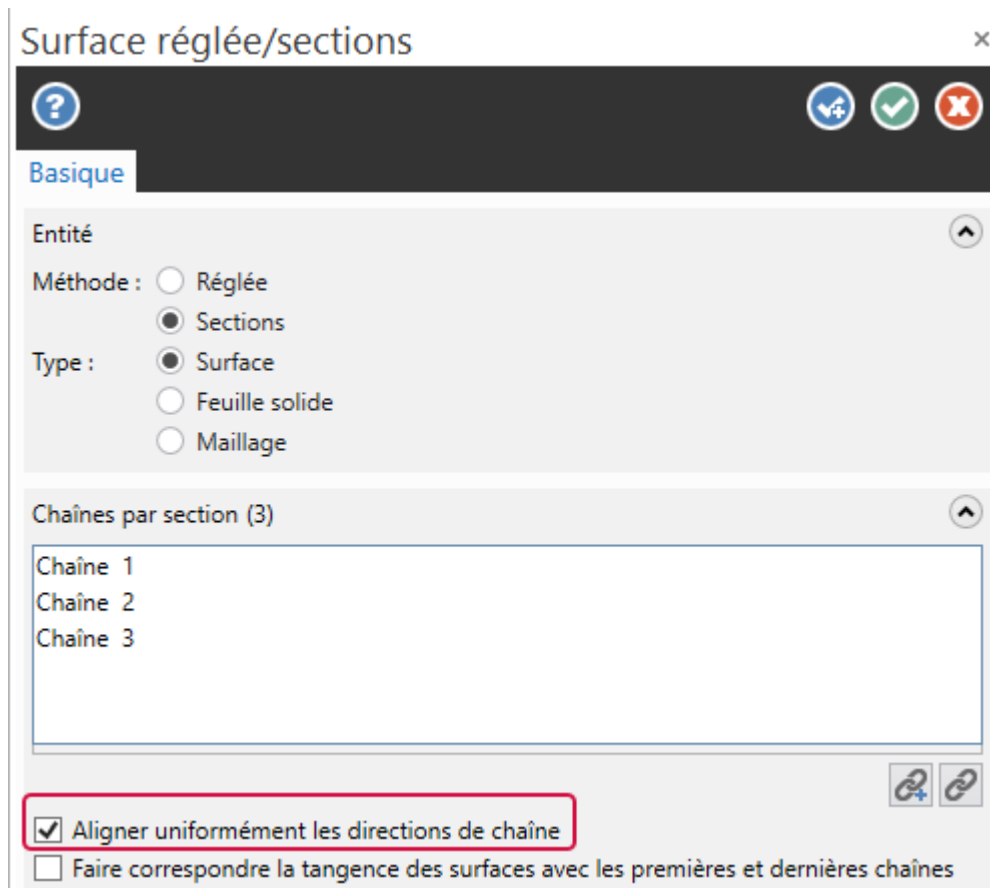 Surface réglée/sections
Basique
Entité
Méthode : Réglée
Sections
Type : Surface
Feuille solide
Maillage
Chaînes par section (3)
Chaîne 1
Chaîne 2
Chaîne 3
Aligner uniformément les directions de chaîne
Faire correspondre la tangence des surfaces avec les premières et dernières chaînes